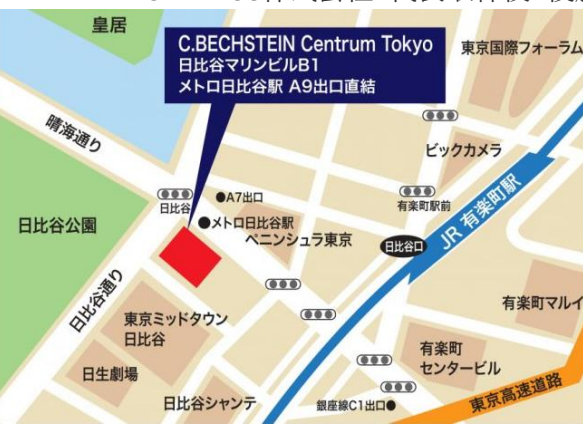 皇居
C.BECHSTEIN Centrum Tokyo
日比谷マリンビルB1
メトロ日比谷駅 A9出口直結
東京国際フォーラム
晴海通り
ビックカメラ
日比谷
●A7出口
有楽町駅前
日比谷公園
●メトロ日比谷駅
ペニンシュラ東京
日比谷口
JR 有楽町駅
日比谷通り
東京ミッドタウン
日比谷
有楽町マルイ
有楽町
センタービル
日生劇場
日比谷シャンテ
銀座線C1出口●
東京高速道路